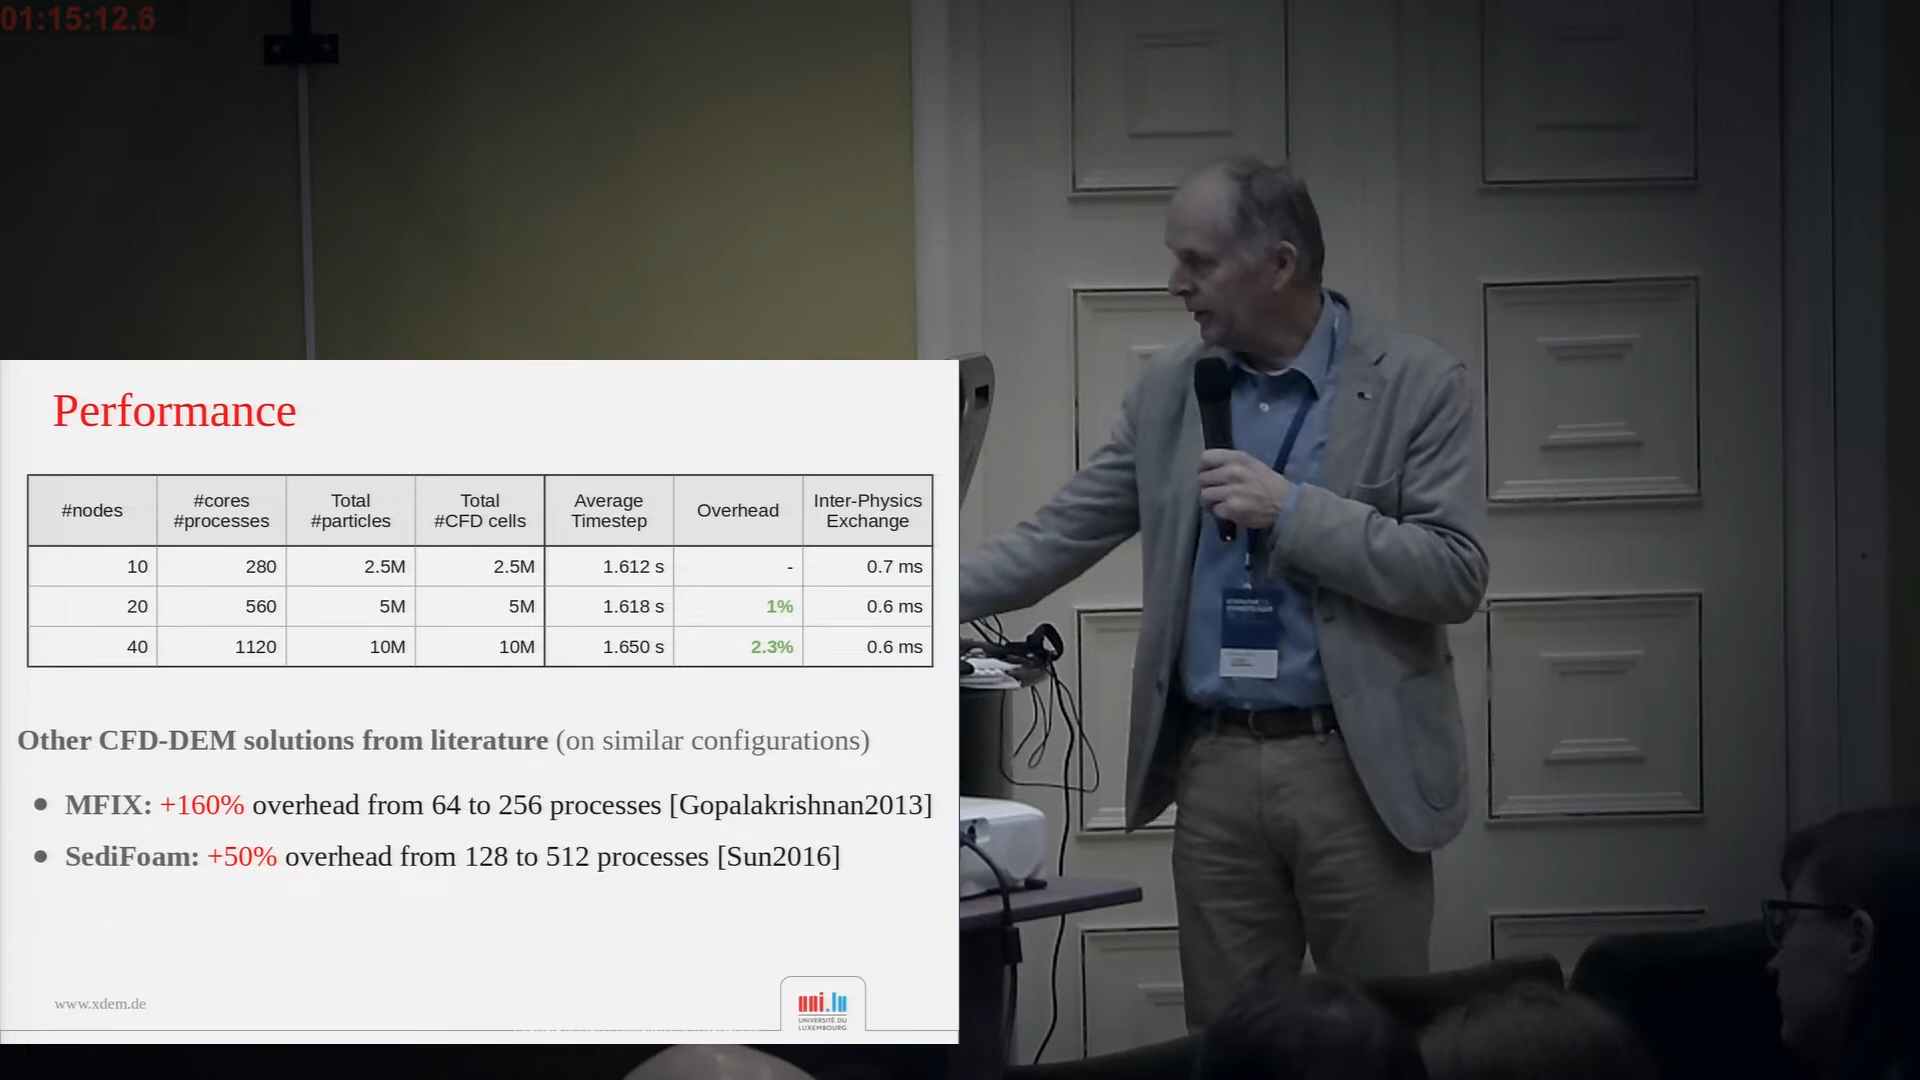 01:15:12.6
Performance
#nodes
#cores
#processes
Total
#particles
Total
#CFD cells
Average
Timestep
Overhead
Inter-Physics
Exchange
10 280 2.5M 2.5M 1.612 s - 0.7 ms
20 560 5M 5M 1.618 s 1% 0.6 ms
40 1120 10M 10M 1.650 s 2.3% 0.6 ms
Other CFD-DEM solutions from literature (on similar configurations)
● MFIX: +160% overhead from 64 to 256 processes [Gopalakrishnan2013]
● SediFoam: +50% overhead from 128 to 512 processes [Sun2016]
www.xdem.de
uni.lu
UNIVERSITÉ DU
LUXEMBOURG